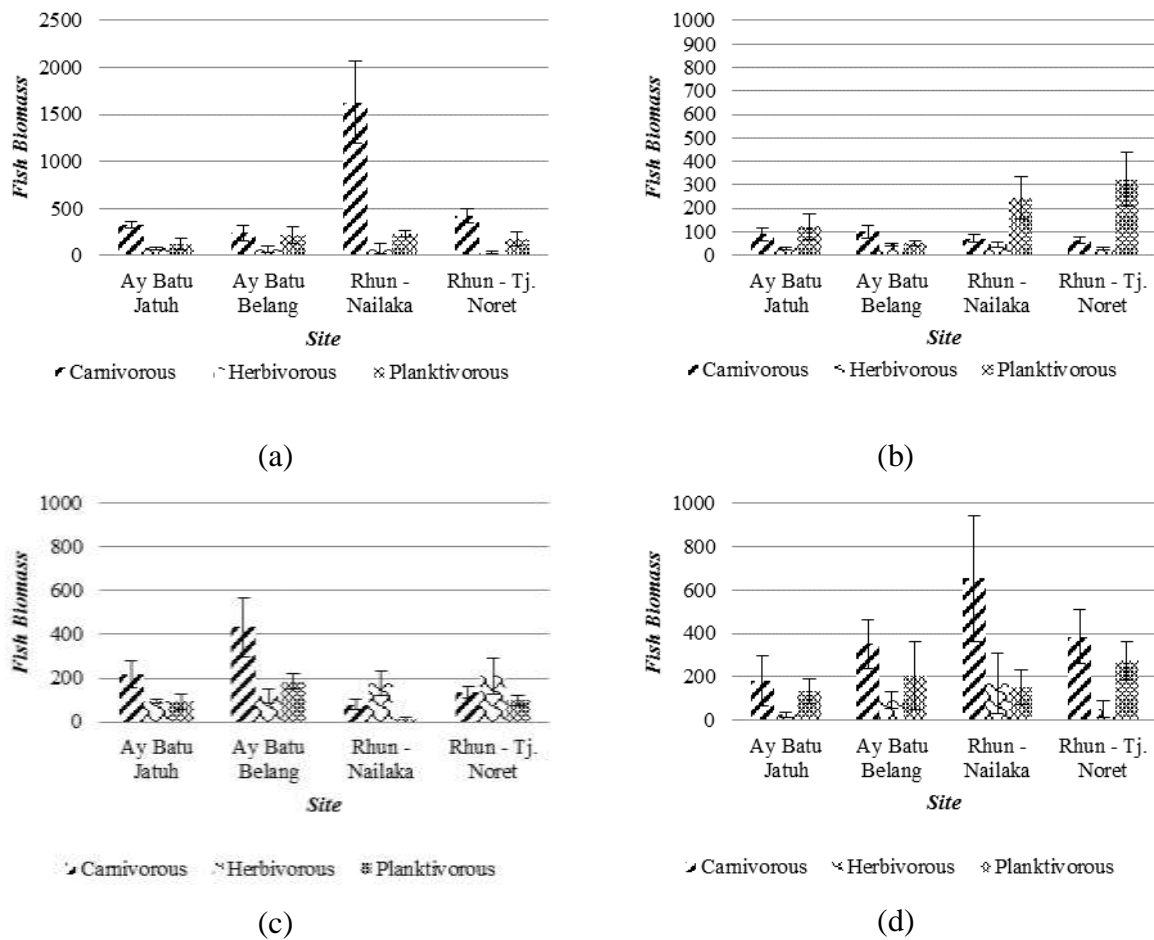 2500
2000
1500
1000
500
0
Fish Biomass
Ay Batu Jatuh
Ay Batu Belang
Rhun - Nailaka
Rhun - Tj. Noret
Site
Carnivorous
Herbivorous
Planktivorous
(a)
1000
900
800
700
600
500
400
300
200
100
0
Fish Biomass
Ay Batu Jatuh
Ay Batu Belang
Rhun - Nailaka
Rhun - Tj. Noret
Site
Carnivorous
Herbivorous
Planktivorous
(b)
1000
800
600
400
200
0
Fish Biomass
Ay Batu Jatuh
Ay Batu Belang
Rhun - Nailaka
Rhun - Tj. Noret
Site
Carnivorous
Herbivorous
Planktivorous
(c)
1000
800
600
400
200
0
Fish Biomass
Ay Batu Jatuh
Ay Batu Belang
Rhun - Nailaka
Rhun - Tj. Noret
Site
Carnivorous
Herbivorous
Planktivorous
(d)